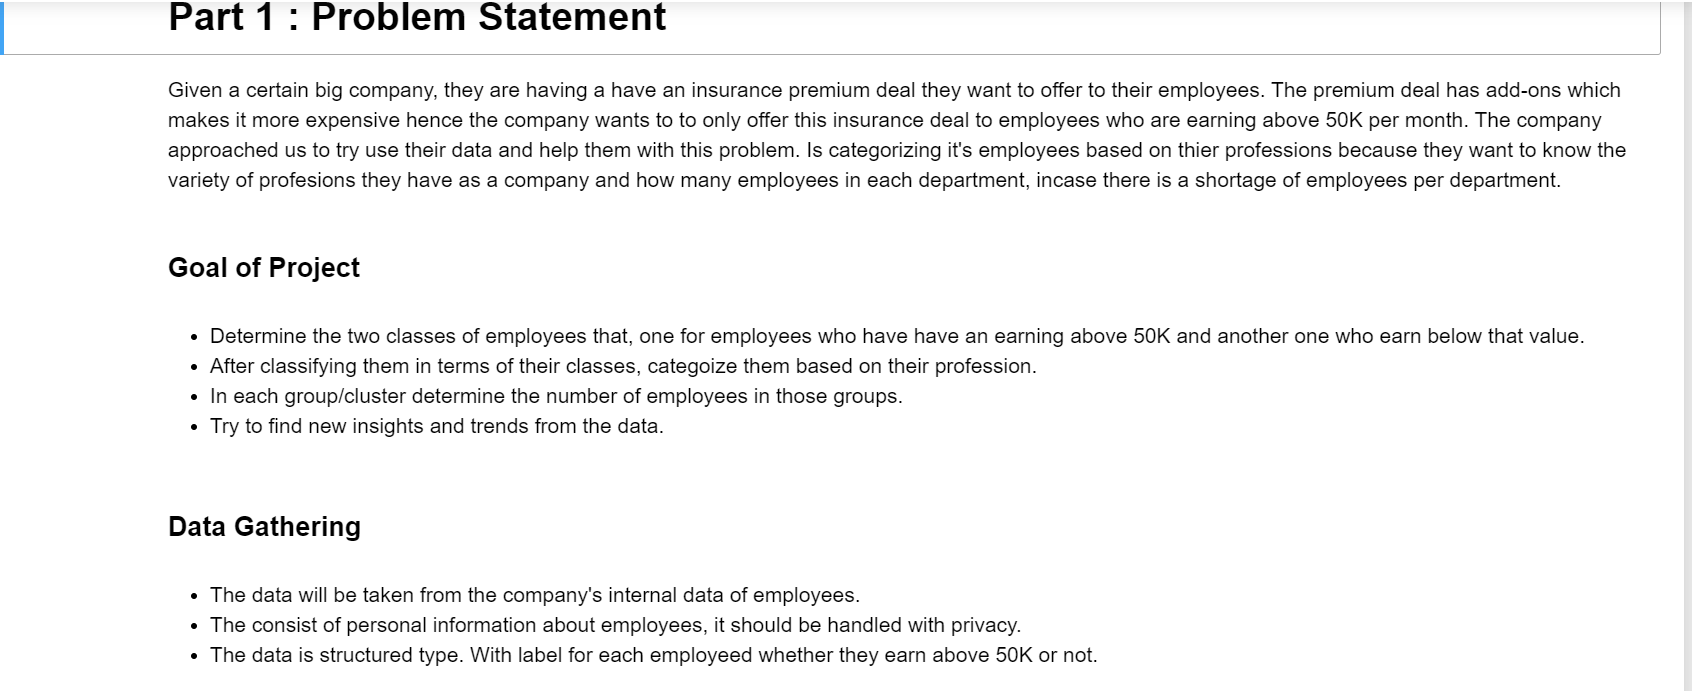 Part 1 : Problem Statement
Given a certain big company, they are having a have an insurance premium deal they want to offer to their employees. The premium deal has add-ons which
makes it more expensive hence the company wants to to only offer this insurance deal to employees who are earning above 50K per month. The company
approached us to try use their data and help them with this problem. Is categorizing it's employees based on thier professions because they want to know the
variety of profesions they have as a company and how many employees in each department, incase there is a shortage of employees per department.
Goal of Project
• Determine the two classes of employees that, one for employees who have have an earning above 50K and another one who earn below that value.
• After classifying them in terms of their classes, categoize them based on their profession.
• In each group/cluster determine the number of employees in those groups.
• Try to find new insights and trends from the data.
Data Gathering
• The data will be taken from the company's internal data of employees.
• The consist of personal information about employees, it should be handled with privacy.
• The data is structured type. With label for each employeed whether they earn above 50K or not.